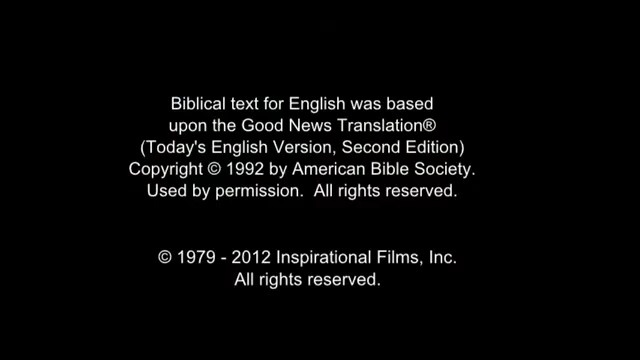 Biblical text for English was based
upon the Good News Translation®
(Today's English Version, Second Edition)
Copyright © 1992 by American Bible Society.
Used by permission.  All rights reserved.
© 1979 - 2012 Inspirational Films, Inc.
All rights reserved.